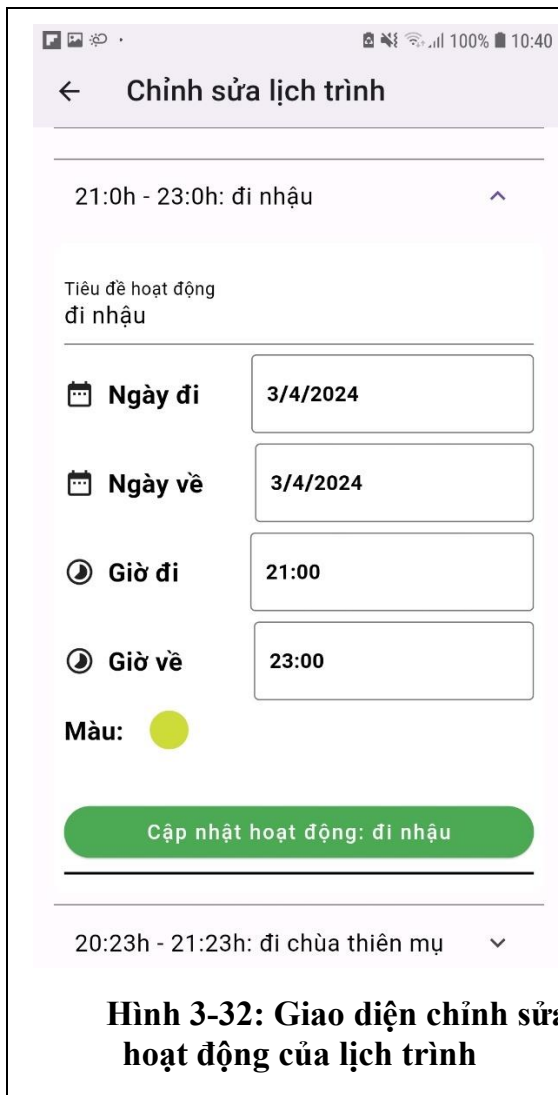 100% 10:40
Chỉnh sửa lịch trình
21:0h - 23:0h: đi nhậu
Tiêu đề hoạt động
đi nhậu
Ngày đi 3/4/2024
Ngày về 3/4/2024
Giờ đi 21:00
Giờ về 23:00
Màu:
Cập nhật hoạt động: đi nhậu
20:23h - 21:23h: đi chùa thiên mụ
Hình 3-32: Giao diện chỉnh sửa
hoạt động của lịch trình